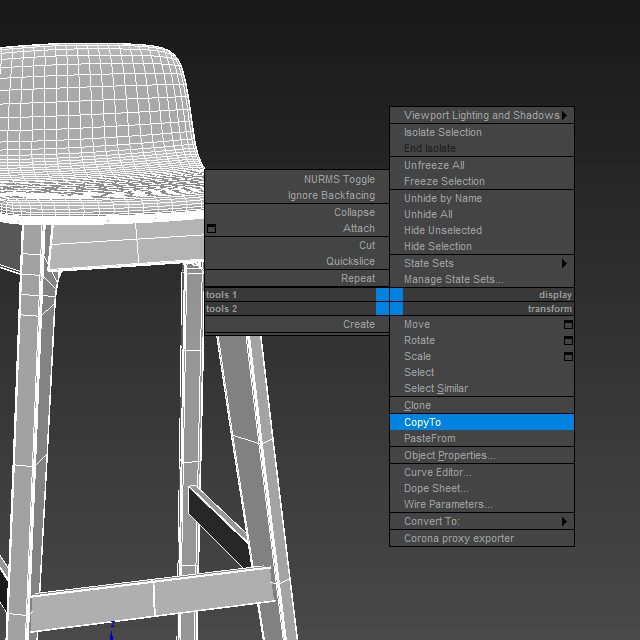 Viewport Lighting and Shadows
Isolate Selection
End Isolate
Unfreeze All
Freeze Selection
Unhide by Name
Unhide All
Hide Unselected
Hide Selection
State Sets
Manage State Sets...
display
NURMS Toggle
Ignore Backfacing
Collapse
Attach
Cut
Quickslice
Repeat
tools 1
tools 2
Create
transform
Move
Rotate
Scale
Select
Select Similar
Clone
CopyTo
PasteFrom
Object Properties...
Curve Editor...
Dope Sheet...
Wire Parameters...
Convert To:
Corona proxy exporter
z